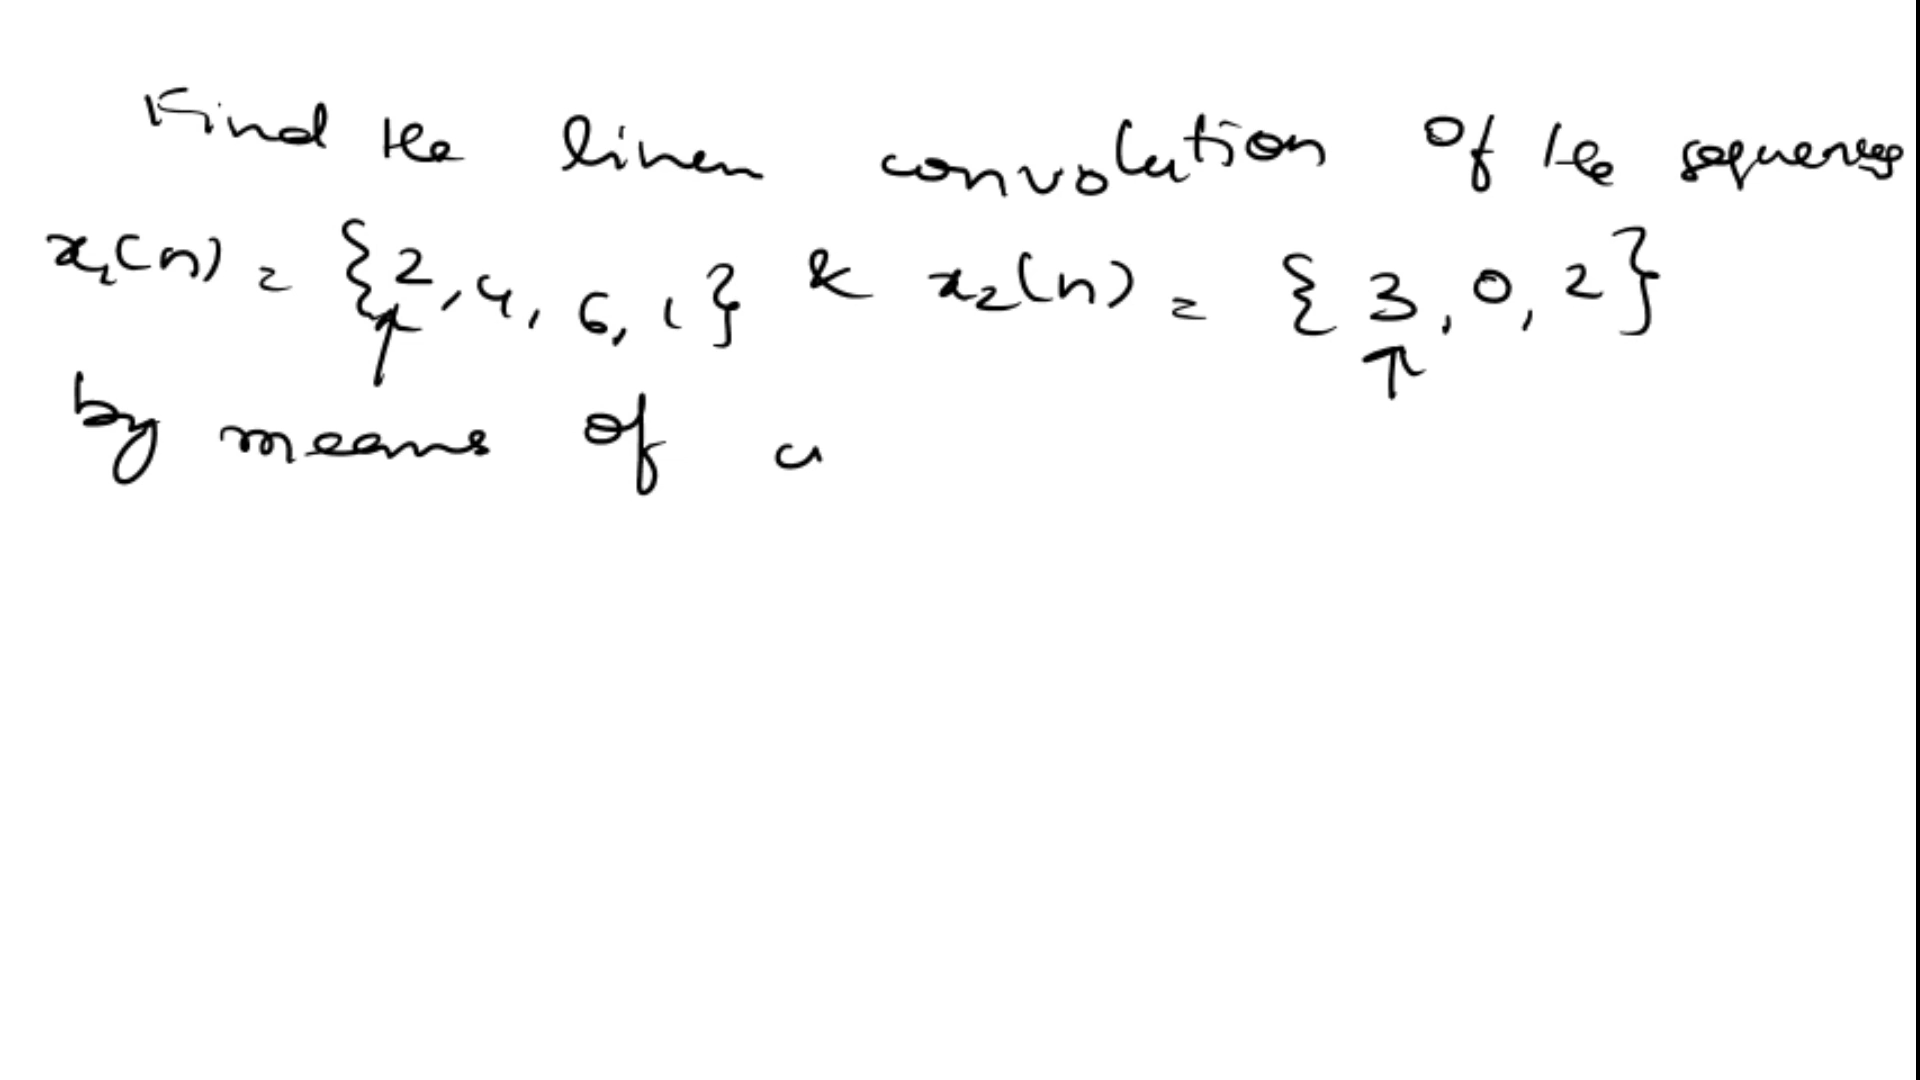 Find the linear convolution of the sequences
x₁(n) = {2, 4, 6, 1} & x₂(n) = {3, 0, 2}
↑ ↑
by means of a